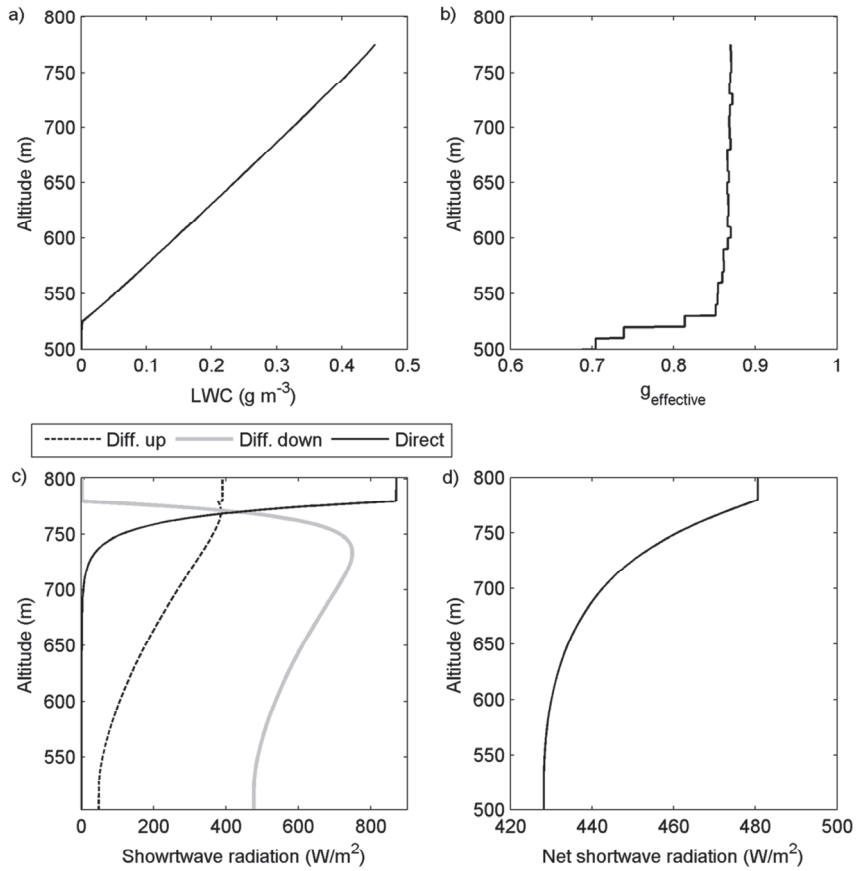 a)
800
750
700
650
600
550
500
Altitude (m)
0 0.1 0.2 0.3 0.4 0.5
LWC (g m⁻³)
b)
800
750
700
650
600
550
500
Altitude (m)
0.6 0.7 0.8 0.9 1
g_effective
Diff. up Diff. down Direct
c)
800
750
700
650
600
550
Altitude (m)
0 200 400 600 800
Showrtwave radiation (W/m²)
d)
800
750
700
650
600
550
500
Altitude (m)
420 440 460 480 500
Net shortwave radiation (W/m²)